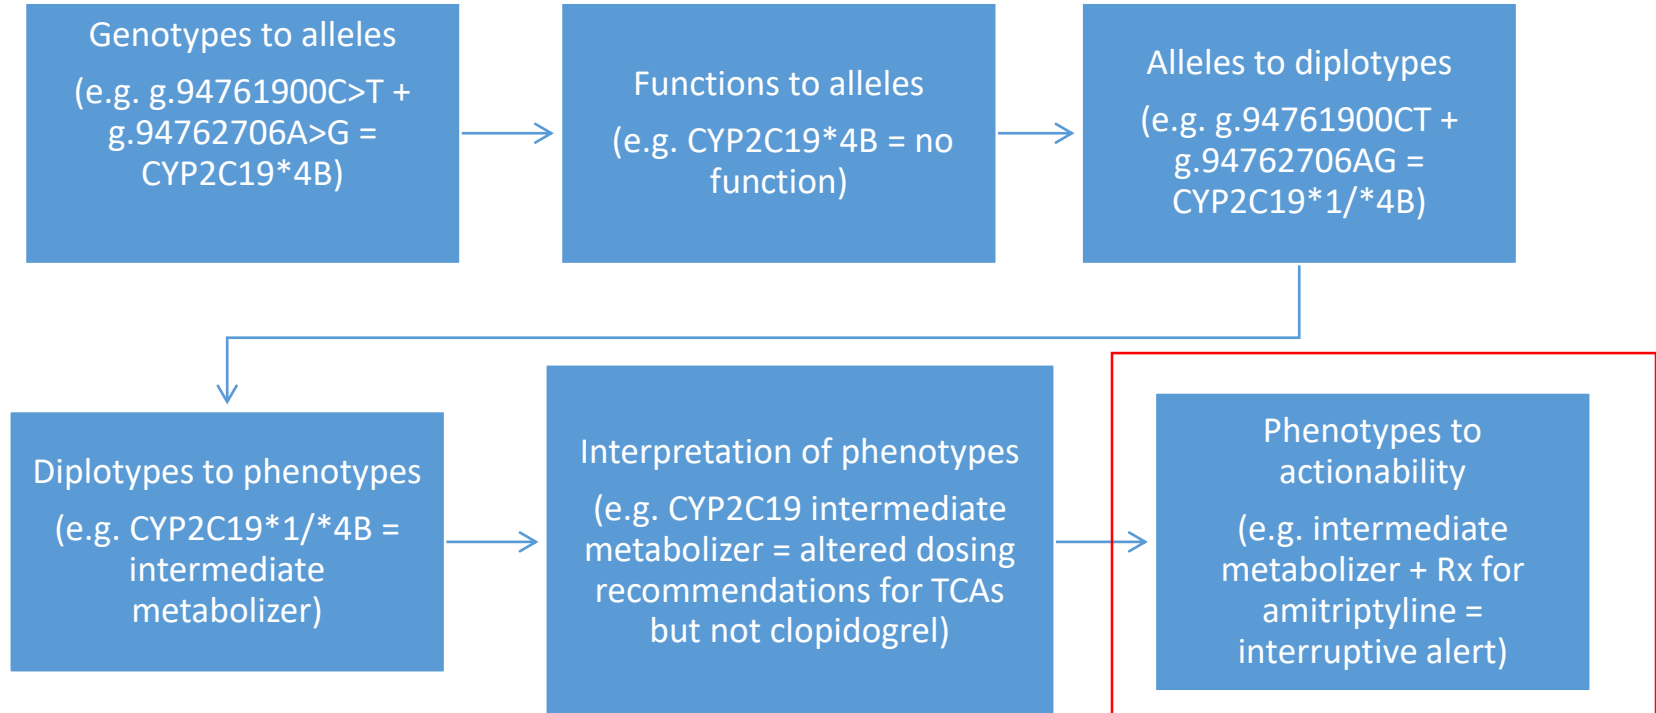 Genotypes to alleles
(e.g. g.94761900C>T +
g.94762706A>G =
CYP2C19*4B)
Functions to alleles
(e.g. CYP2C19*4B = no
function)
Alleles to diplotypes
(e.g. g.94761900CT +
g.94762706AG =
CYP2C19*1/*4B)
Diplotypes to phenotypes
(e.g. CYP2C19*1/*4B =
intermediate
metabolizer)
Interpretation of phenotypes
(e.g. CYP2C19 intermediate
metabolizer = altered dosing
recommendations for TCAs
but not clopidogrel)
Phenotypes to
actionability
(e.g. intermediate
metabolizer + Rx for
amitriptyline =
interruptive alert)